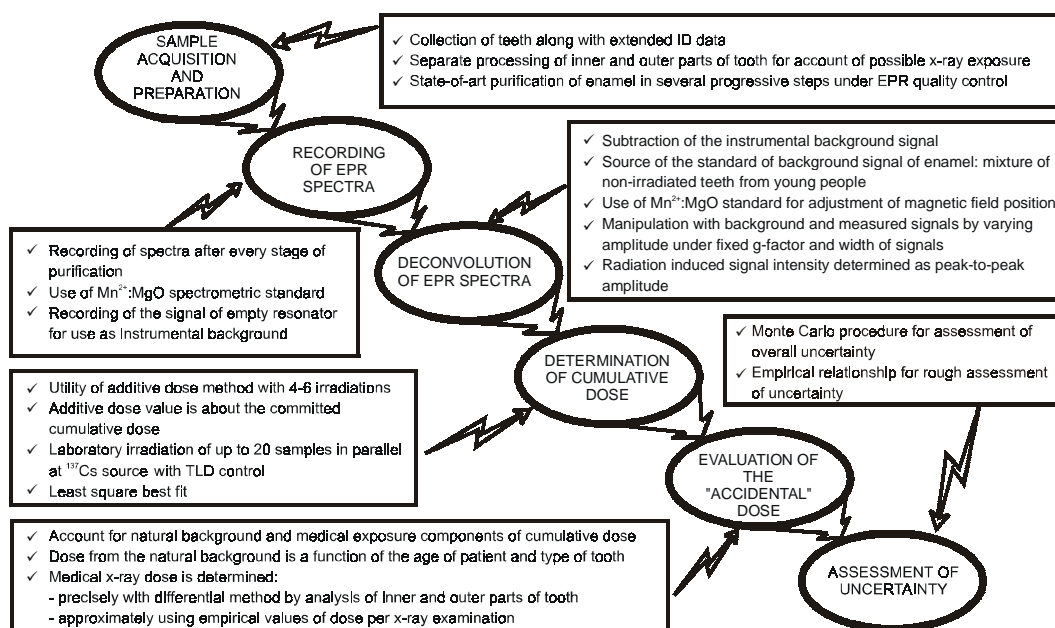 SAMPLE
ACQUISITION
AND
PREPARATION
✓ Collection of teeth along with extended ID data
✓ Separate processing of inner and outer parts of tooth for account of possible x-ray exposure
✓ State-of-art purification of enamel in several progressive steps under EPR quality control
RECORDING
OF EPR
SPECTRA
✓ Recording of spectra after every stage of
purification
✓ Use of Mn²⁺:MgO spectrometric standard
✓ Recording of the signal of empty resonator
for use as Instrumental background
✓ Subtraction of the instrumental background signal
✓ Source of the standard of background signal of enamel: mixture of
non-irradiated teeth from young people
✓ Use of Mn²⁺:MgO standard for adjustment of magnetic field position
✓ Manipulation with background and measured signals by varying
amplitude under fixed g-factor and width of signals
✓ Radiation induced signal intensity determined as peak-to-peak
amplitude
DECONVOLUTION
OF EPR SPECTRA
DETERMINATION
OF CUMULATIVE
DOSE
✓ Utility of additive dose method with 4-6 irradiations
✓ Additive dose value is about the committed
cumulative dose
✓ Laboratory irradiation of up to 20 samples in parallel
at ¹³⁷Cs source with TLD control
✓ Least square best fit
✓ Monte Carlo procedure for assessment of
overall uncertainty
✓ Empirical relationship for rough assessment
of uncertainty
EVALUATION OF
THE
"ACCIDENTAL"
DOSE
✓ Account for natural background and medical exposure components of cumulative dose
✓ Dose from the natural background is a function of the age of patient and type of tooth
✓ Medical x-ray dose is determined:
- precisely with differential method by analysis of Inner and outer parts of tooth
- approximately using empirical values of dose per x-ray examination
ASSESSMENT OF
UNCERTAINTY